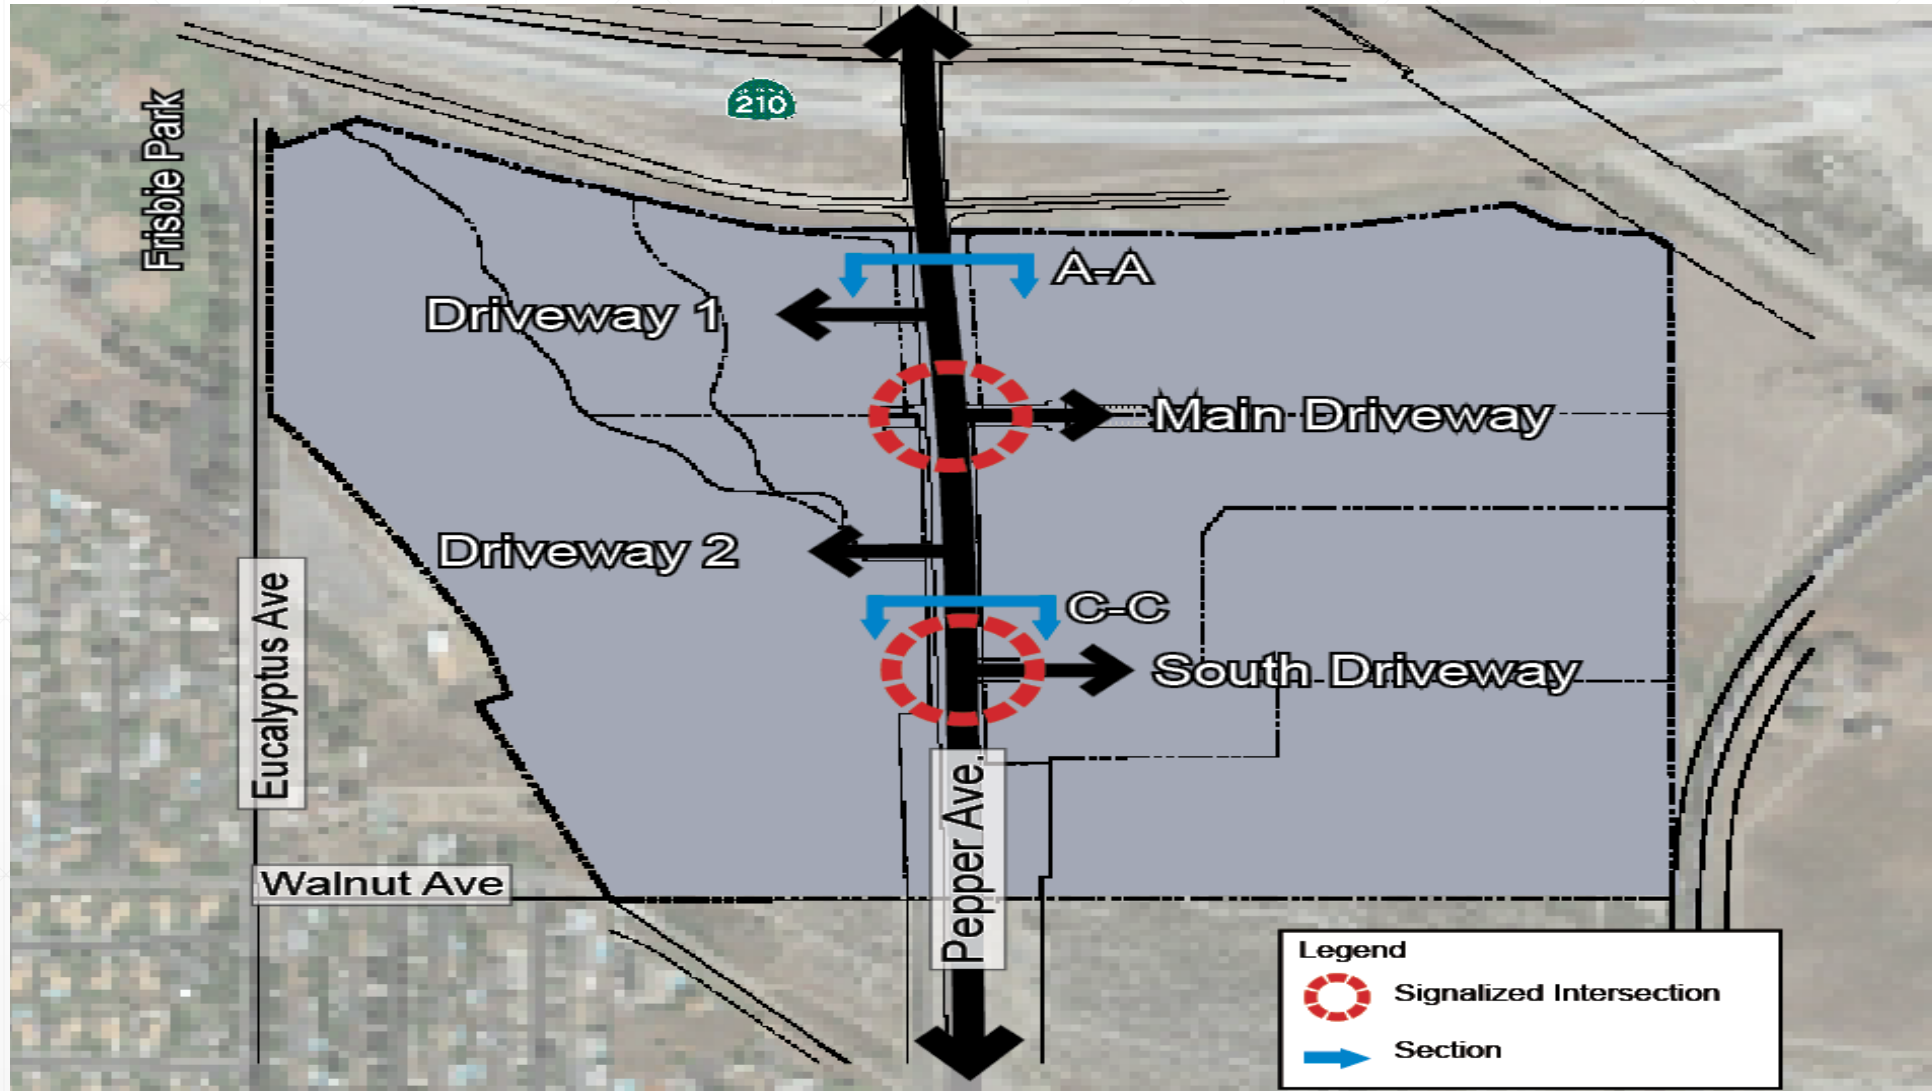 210
Frisbie Park
A-A
Driveway 1
Main Driveway
Driveway 2
C-C
South Driveway
Eucalyptus Ave
Pepper Ave.
Walnut Ave
Legend
Signalized Intersection
Section